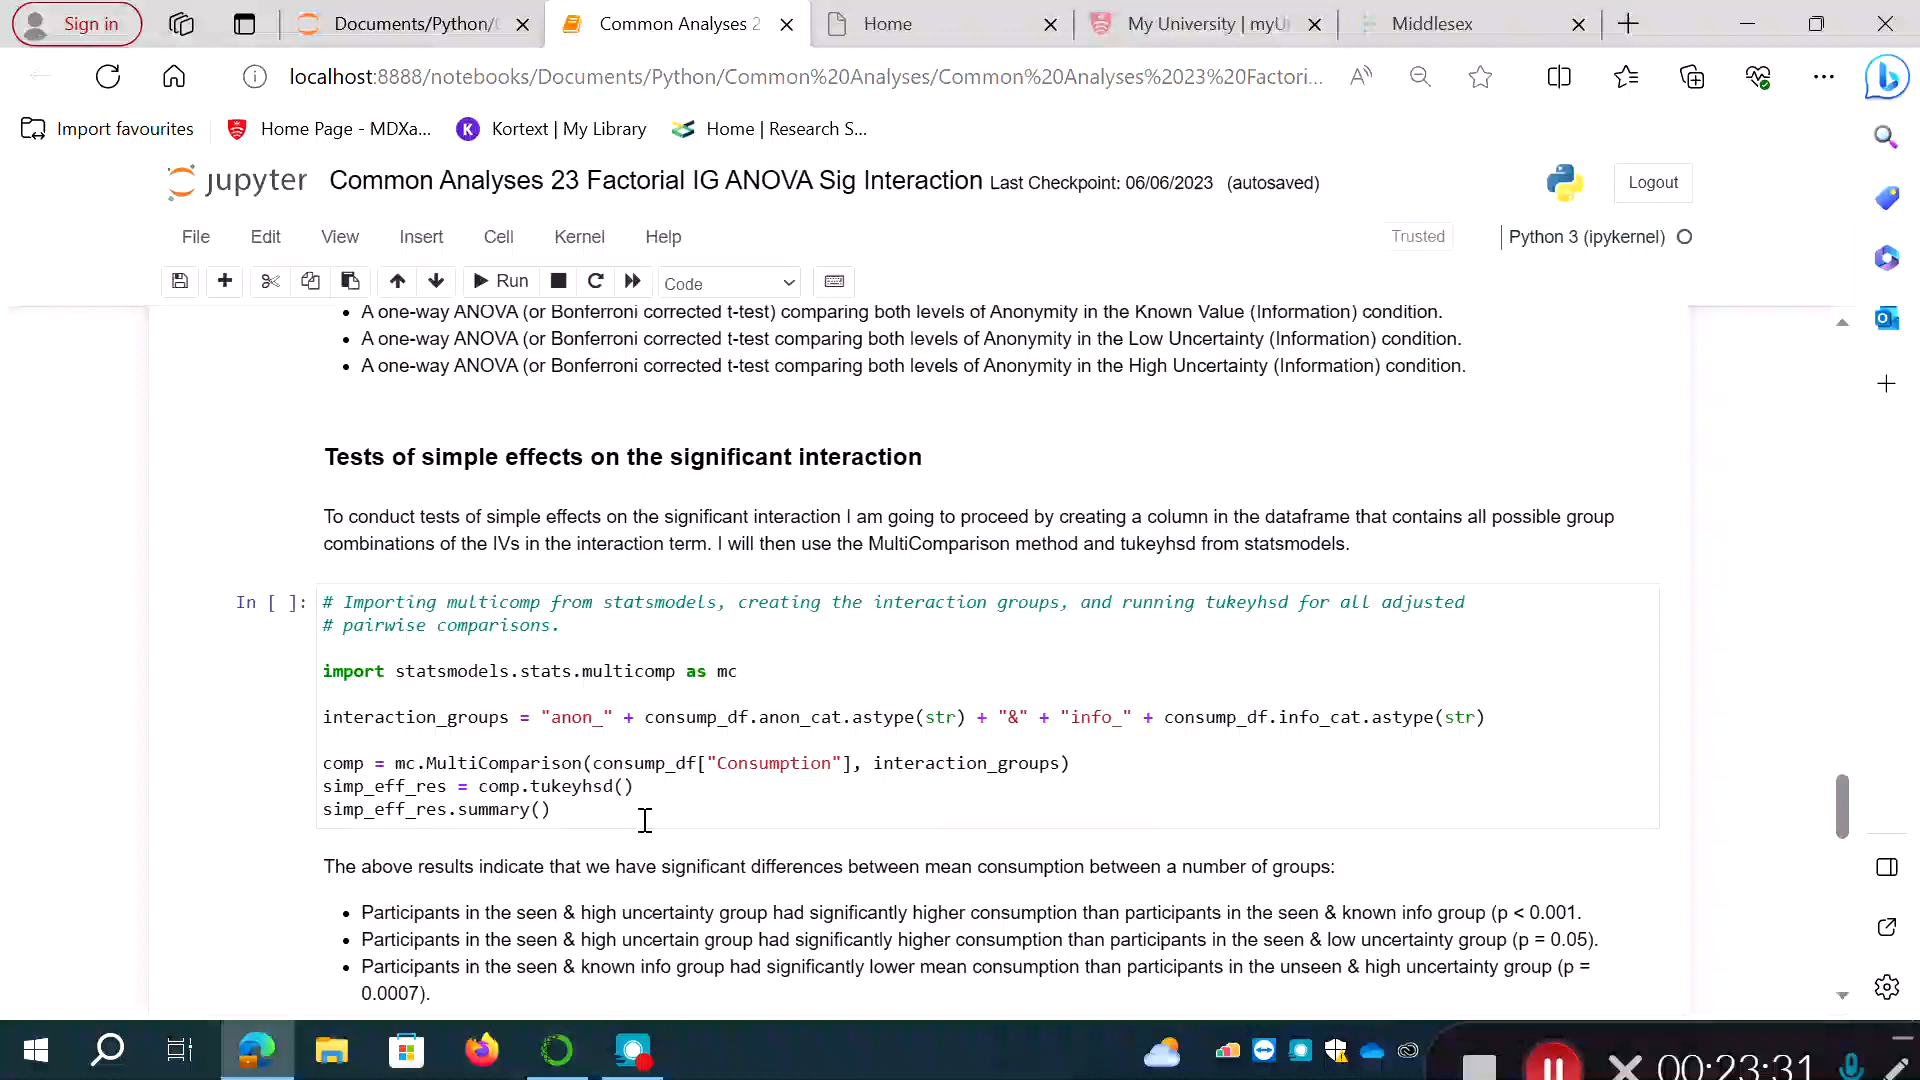 Sign in
Documents/Python/
Common Analyses 2
Home
My University | myU
Middlesex
localhost:8888/notebooks/Documents/Python/Common%20Analyses/Common%20Analyses%2023%20Factori...
Import favourites
Home Page - MDXa...
K
Kortext | My Library
Home | Research S...
jupyter
Common Analyses 23 Factorial IG ANOVA Sig Interaction Last Checkpoint: 06/06/2023 (autosaved)
Logout
File Edit View Insert Cell Kernel Help
Trusted
Python 3 (ipykernel)
Run
Code
• A one-way ANOVA (or Bonferroni corrected t-test) comparing both levels of Anonymity in the Known Value (Information) condition.
• A one-way ANOVA (or Bonferroni corrected t-test comparing both levels of Anonymity in the Low Uncertainty (Information) condition.
• A one-way ANOVA (or Bonferroni corrected t-test comparing both levels of Anonymity in the High Uncertainty (Information) condition.
Tests of simple effects on the significant interaction
To conduct tests of simple effects on the significant interaction I am going to proceed by creating a column in the dataframe that contains all possible group
combinations of the IVs in the interaction term. I will then use the MultiComparison method and tukeyhsd from statsmodels.
In [ ]:
# Importing multicomp from statsmodels, creating the interaction groups, and running tukeyhsd for all adjusted
# pairwise comparisons.
import statsmodels.stats.multicomp as mc
interaction_groups = "anon_" + consump_df.anon_cat.astype(str) + "&" + "info_" + consump_df.info_cat.astype(str)
comp = mc.MultiComparison(consump_df["Consumption"], interaction_groups)
simp_eff_res = comp.tukeyhsd()
simp_eff_res.summary()
The above results indicate that we have significant differences between mean consumption between a number of groups:
• Participants in the seen & high uncertainty group had significantly higher consumption than participants in the seen & known info group (p < 0.001.
• Participants in the seen & high uncertain group had significantly higher consumption than participants in the seen & low uncertainty group (p = 0.05).
• Participants in the seen & known info group had significantly lower mean consumption than participants in the unseen & high uncertainty group (p =
0.0007).
00:23:31